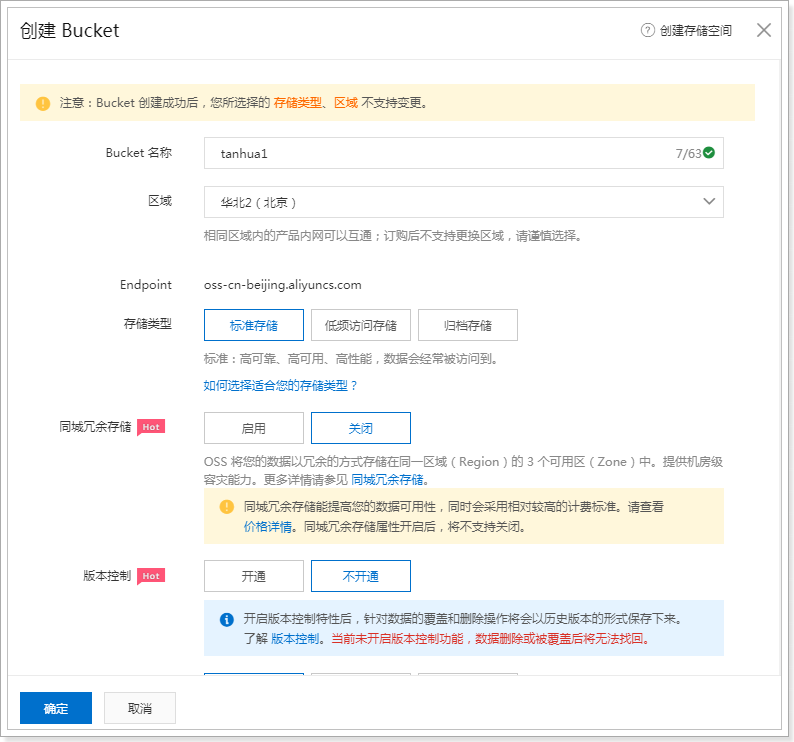 创建 Bucket
? 创建存储空间
注意：Bucket 创建成功后，您所选择的 存储类型、区域 不支持变更。
Bucket 名称
tanhua1
7/63
区域
华北2（北京）
相同区域内的产品内网可以互通；订购后不支持更换区域，请谨慎选择。
Endpoint
oss-cn-beijing.aliyuncs.com
存储类型
标准存储
低频访问存储
归档存储
标准：高可靠、高可用、高性能，数据会经常被访问到。
如何选择适合您的存储类型？
同城冗余存储 Hot
启用
关闭
OSS 将您的数据以冗余的方式存储在同一区域（Region）的 3 个可用区（Zone）中。提供机房级
容灾能力。更多详情请参见 同城冗余存储。
同城冗余存储能提高您的数据可用性，同时会采用相对较高的计费标准。请查看
价格详情。同城冗余存储属性开启后，将不支持关闭。
版本控制 Hot
开通
不开通
开启版本控制特性后，针对数据的覆盖和删除操作将会以历史版本的形式保存下来。
了解 版本控制。当前未开启版本控制功能，数据删除或被覆盖后将无法找回。
确定
取消